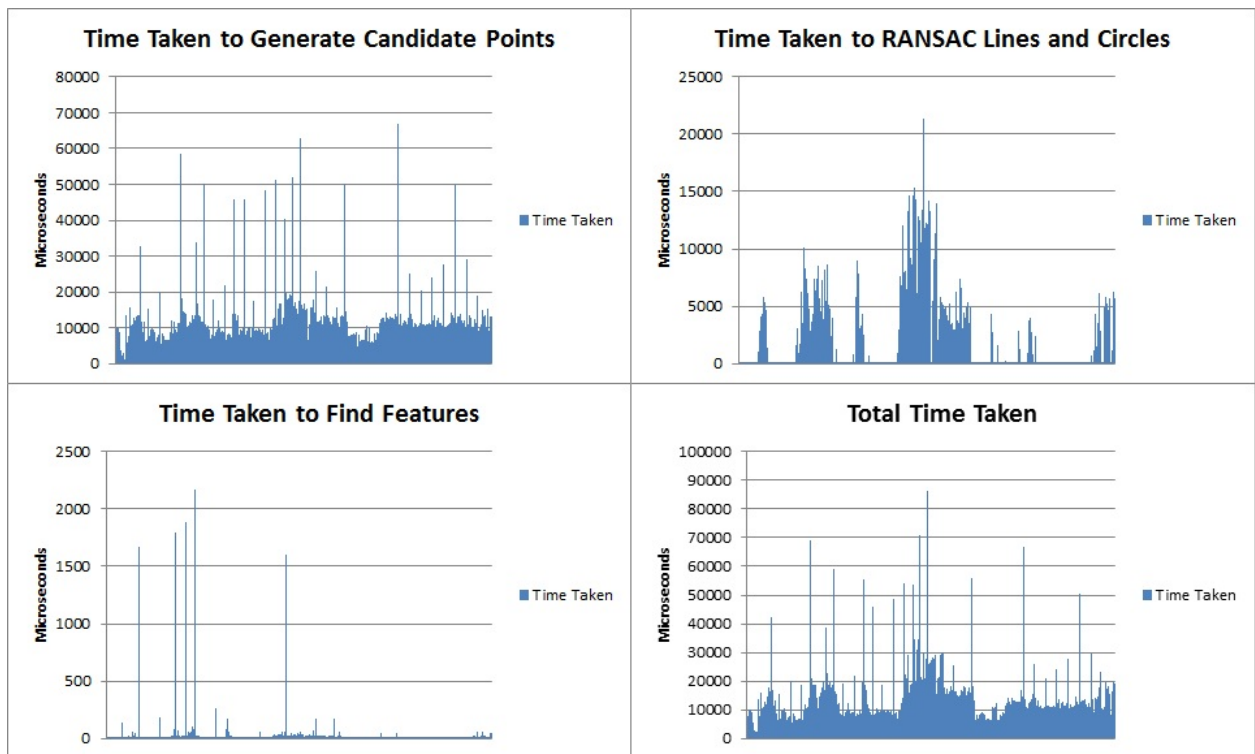 Time Taken to Generate Candidate Points
80000
70000
60000
50000
40000
30000
20000
10000
0
Microseconds
Time Taken
Time Taken to RANSAC Lines and Circles
25000
20000
15000
10000
5000
0
Microseconds
Time Taken
Time Taken to Find Features
2500
2000
1500
1000
500
0
Microseconds
Time Taken
Total Time Taken
100000
90000
80000
70000
60000
50000
40000
30000
20000
10000
0
Microseconds
Time Taken